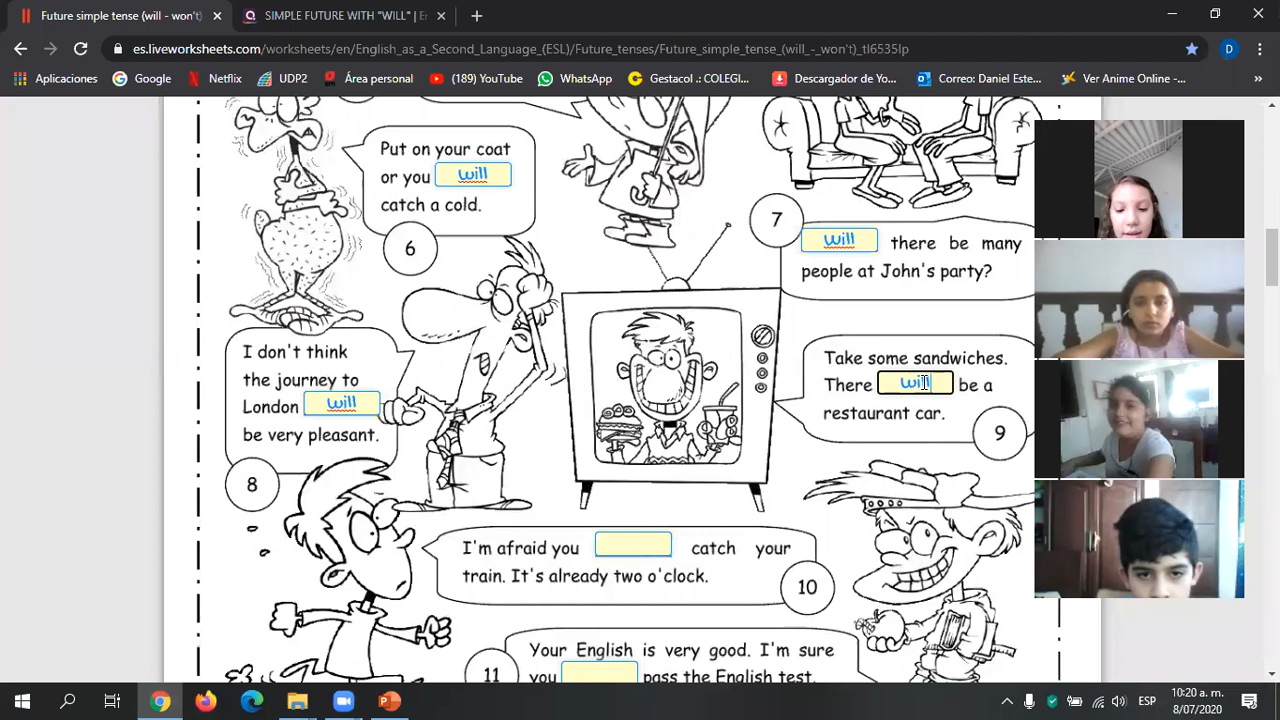 Future simple tense (will - won't)
SIMPLE FUTURE WITH "WILL" | E
es.liveworksheets.com/worksheets/en/English_as_a_Second_Language_(ESL)/Future_tenses/Future_simple_tense_(will_-_won't)_tl6535lp
D
Aplicaciones
Google
Netflix
UDP2
Área personal
(189) YouTube
WhatsApp
Gestacol .: COLEGI...
Descargador de Yo...
Correo: Daniel Este...
Ver Anime Online -...
»
Put on your coat
or you will
catch a cold.
6
7
will there be many
people at John's party?
I don't think
the journey to
London will
be very pleasant.
8
Take some sandwiches.
There will be a
restaurant car.
9
I'm afraid you catch your
train. It's already two o'clock.
10
Your English is very good. I'm sure
11
you pass the English test.
ESP
10:20 a. m.
8/07/2020